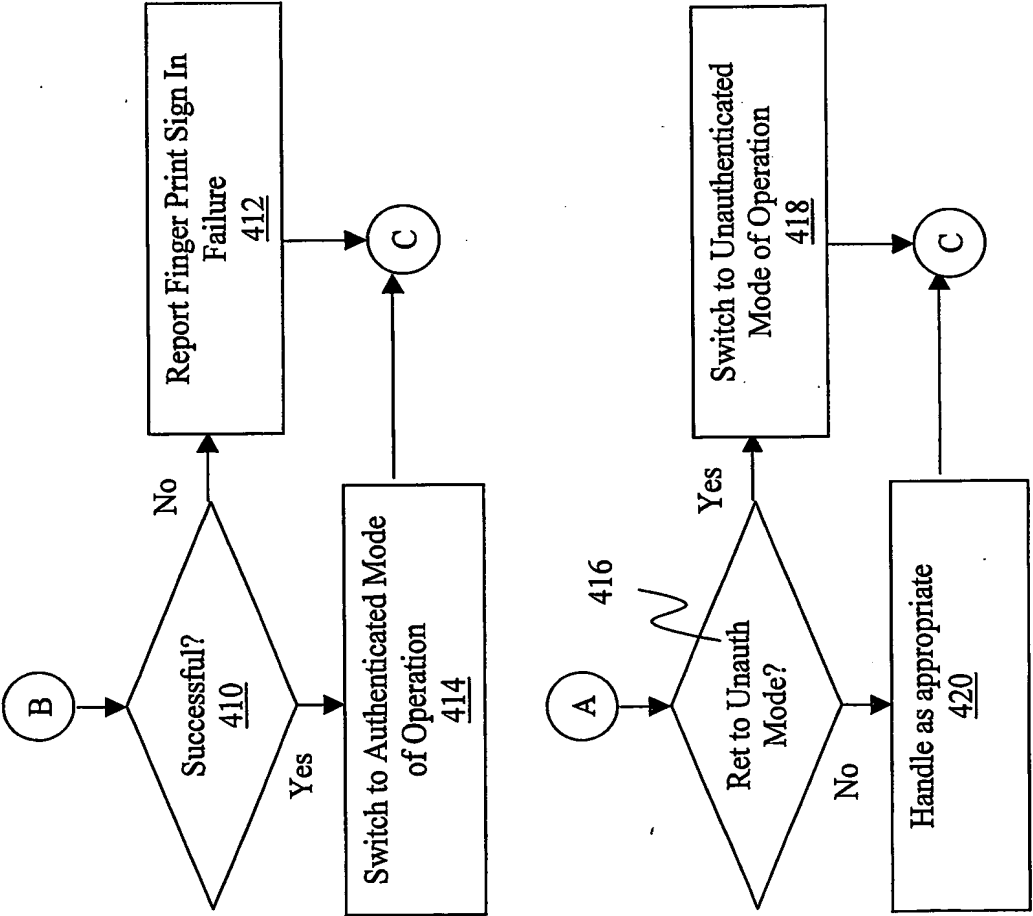 B
Successful?
410
No
Yes
Report Finger Print Sign In
Failure
412
Switch to Authenticated Mode
of Operation
414
C
A
416
Ret to Unauth
Mode?
Yes
No
Switch to Unauthenticated
Mode of Operation
418
Handle as appropriate
420
C